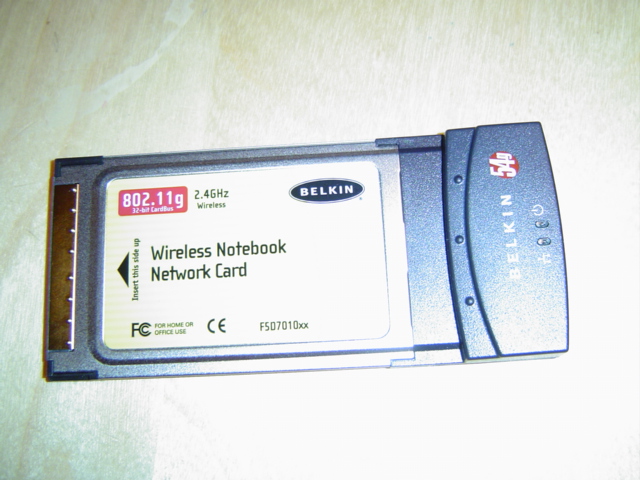 802.11g
32-bit CardBus
2.4GHz
Wireless
BELKIN
Insert this side up
Wireless Notebook
Network Card
FC FOR HOME OR
OFFICE USE
CE
F5D7010xx
BELKIN
54g